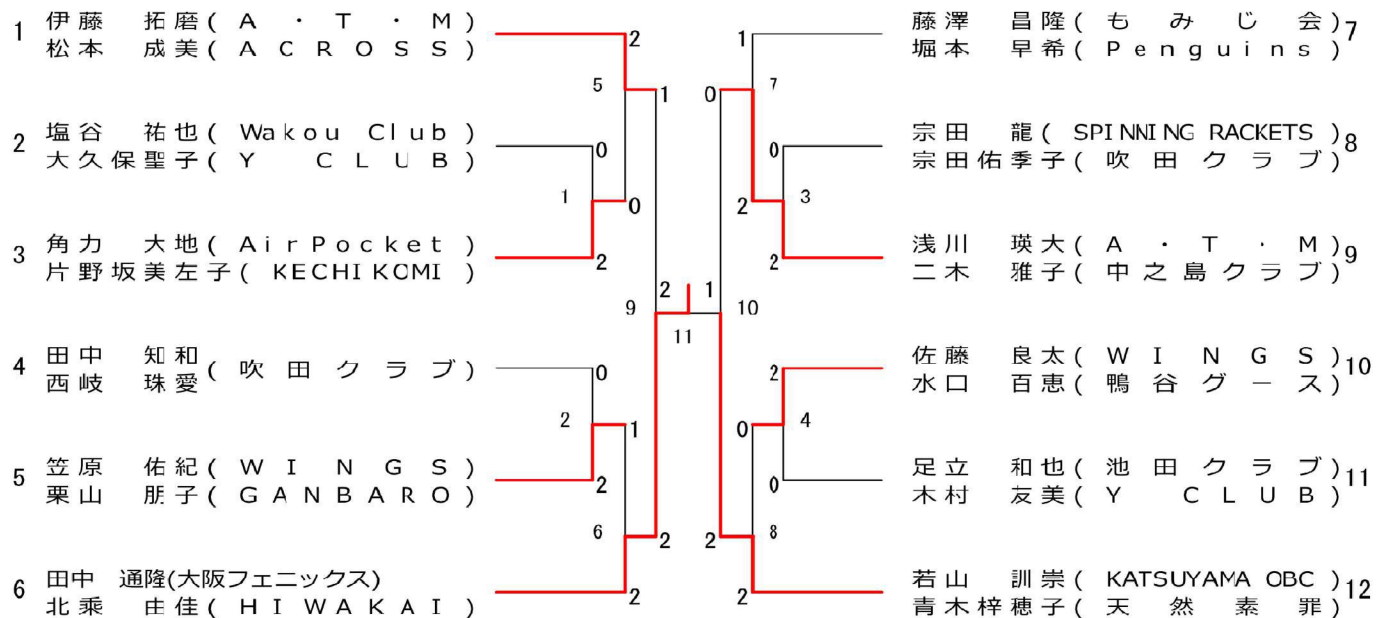 1 伊藤 拓磨(A・T・M)
松本 成美(ACROSS)
2 塩谷 祐也(Wakou Club)
大久保聖子(Y CLUB)
3 角力 大地(AirPocket)
片野坂美左子(KECHIKOMI)
4 田中 知和
西岐 珠愛
(吹田クラブ)
5 笠原 佑紀(WINGS)
栗山 朋子(GANBARO)
6 田中 通隆(大阪フェニックス)
北乘 由佳(HIWAKAI)
2
5
1
0
1
0
2
9
2
0
2
1
2
6
2
2
11
1
7
0
0
3
2
2
1
10
2
4
0
0
8
2
2
藤澤 昌隆(もみじ会)7
堀本 早希(Penguins)
宗田 龍(SPINNING RACKETS)8
宗田佑季子(吹田クラブ)
浅川 瑛大(A・T・M)9
二木 雅子(中之島クラブ)
佐藤 良太(WINGS)10
水口 百恵(鴨谷グース)
足立 和也(池田クラブ)11
木村 友美(Y CLUB)
若山 訓崇(KATSUYAMA OBC)12
青木梓穂子(天然素罪)